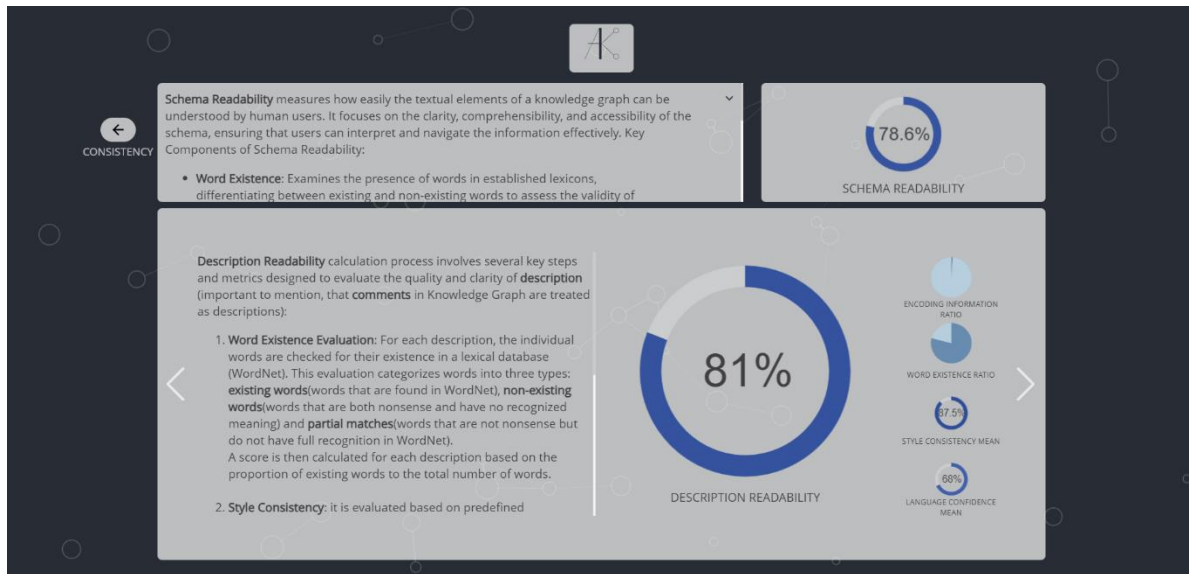 AK
Schema Readability measures how easily the textual elements of a knowledge graph can be
understood by human users. It focuses on the clarity, comprehensibility, and accessibility of the
schema, ensuring that users can interpret and navigate the information effectively. Key
Components of Schema Readability:
• Word Existence: Examines the presence of words in established lexicons,
differentiating between existing and non-existing words to assess the validity of
CONSISTENCY
78.6%
SCHEMA READABILITY
Description Readability calculation process involves several key steps
and metrics designed to evaluate the quality and clarity of description
(important to mention, that comments in Knowledge Graph are treated
as descriptions):
1. Word Existence Evaluation: For each description, the individual
words are checked for their existence in a lexical database
(WordNet). This evaluation categorizes words into three types:
existing words(words that are found in WordNet), non-existing
words(words that are both nonsense and have no recognized
meaning) and partial matches(words that are not nonsense but
do not have full recognition in WordNet).
A score is then calculated for each description based on the
proportion of existing words to the total number of words.
2. Style Consistency: it is evaluated based on predefined
81%
DESCRIPTION READABILITY
ENCODING INFORMATION
RATIO
WORD EXISTENCE RATIO
87.5%
STYLE CONSISTENCY MEAN
68%
LANGUAGE CONFIDENCE
MEAN